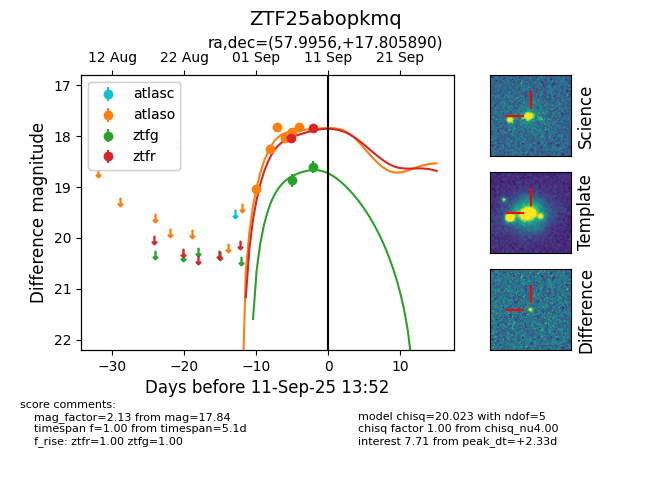 ZTF25abopkmq
ra,dec=(57.9956,+17.805890)
12 Aug 22 Aug 01 Sep 11 Sep 21 Sep
17
18
19
20
21
22
Difference magnitude
atlasc
atlaso
ztfg
ztfr
−30 −20 −10 0 10
Days before 11-Sep-25 13:52
Science
Template
Difference
score comments:
mag_factor=2.13 from mag=17.84
timespan f=1.00 from timespan=5.1d
f_rise: ztfr=1.00 ztfg=1.00
model chisq=20.023 with ndof=5
chisq factor 1.00 from chisq_nu4.00
interest 7.71 from peak_dt=+2.33d